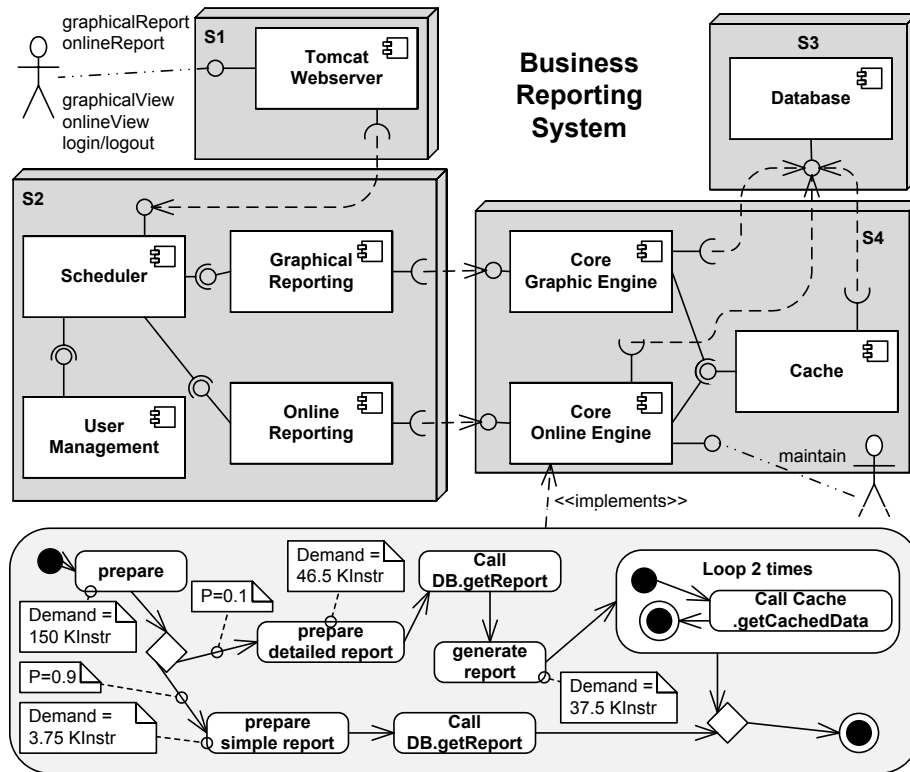 graphicalReport
onlineReport
graphicalView
onlineView
login/logout
S1
Tomcat
Webserver
Business
Reporting
System
S3
Database
S2
Scheduler
Graphical
Reporting
User
Management
Online
Reporting
S4
Core
Graphic Engine
Core
Online Engine
Cache
maintain
<<implements>>
prepare
Demand =
150 KInstr
P=0.1
Demand =
46.5 KInstr
prepare
detailed report
Call
DB.getReport
generate
report
Demand =
37.5 KInstr
Loop 2 times
Call Cache
.getCachedData
P=0.9
Demand =
3.75 KInstr
prepare
simple report
Call
DB.getReport